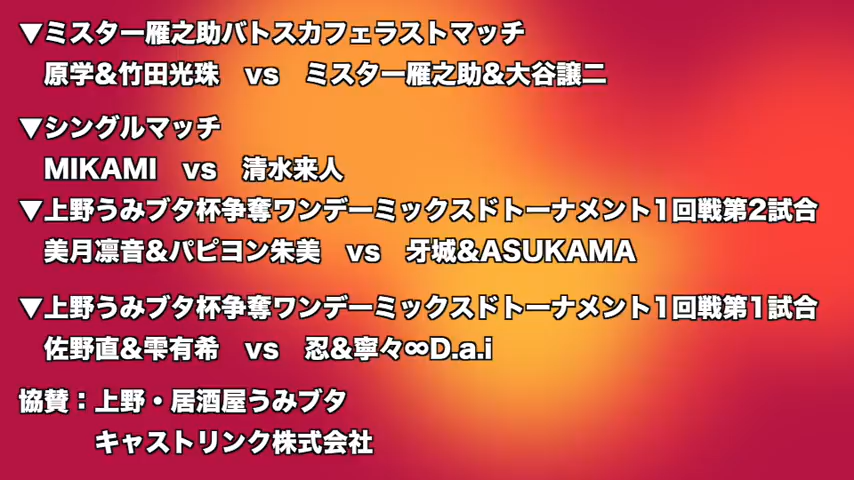 ▼ミスター雁之助バトスカフェラストマッチ
原学&竹田光珠　vs　ミスター雁之助&大谷譲二
▼シングルマッチ
MIKAMI　vs　清水来人
▼上野うみブタ杯争奪ワンデーミックスドトーナメント1回戦第2試合
美月凛音&パピヨン朱美　vs　牙城&ASUKAMA
▼上野うみブタ杯争奪ワンデーミックスドトーナメント1回戦第1試合
佐野直&雫有希　vs　忍&寧々∞D.a.i
協賛：上野・居酒屋うみブタ
キャストリンク株式会社